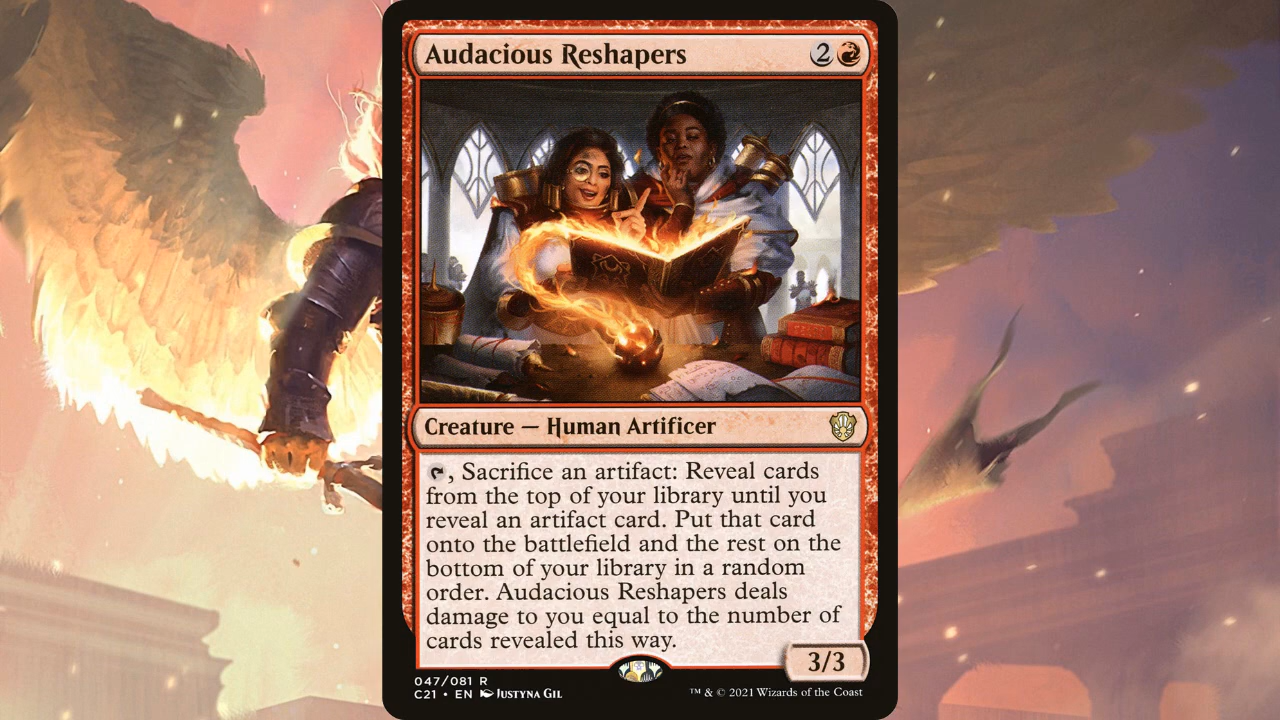 Audacious Reshapers 2
Creature — Human Artificer
, Sacrifice an artifact: Reveal cards
from the top of your library until you
reveal an artifact card. Put that card
onto the battlefield and the rest on the
bottom of your library in a random
order. Audacious Reshapers deals
damage to you equal to the number of
cards revealed this way.
3/3
047/081 R
C21 • EN Justyna Gil
™ & © 2021 Wizards of the Coast